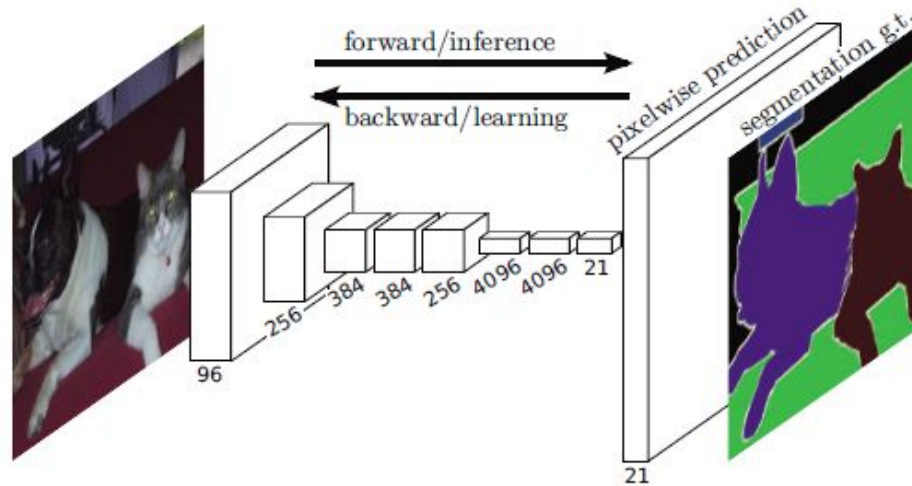 forward/inference
backward/learning
pixelwise prediction
segmentation g.t.
96
256
384
384
256
4096
4096
21
21